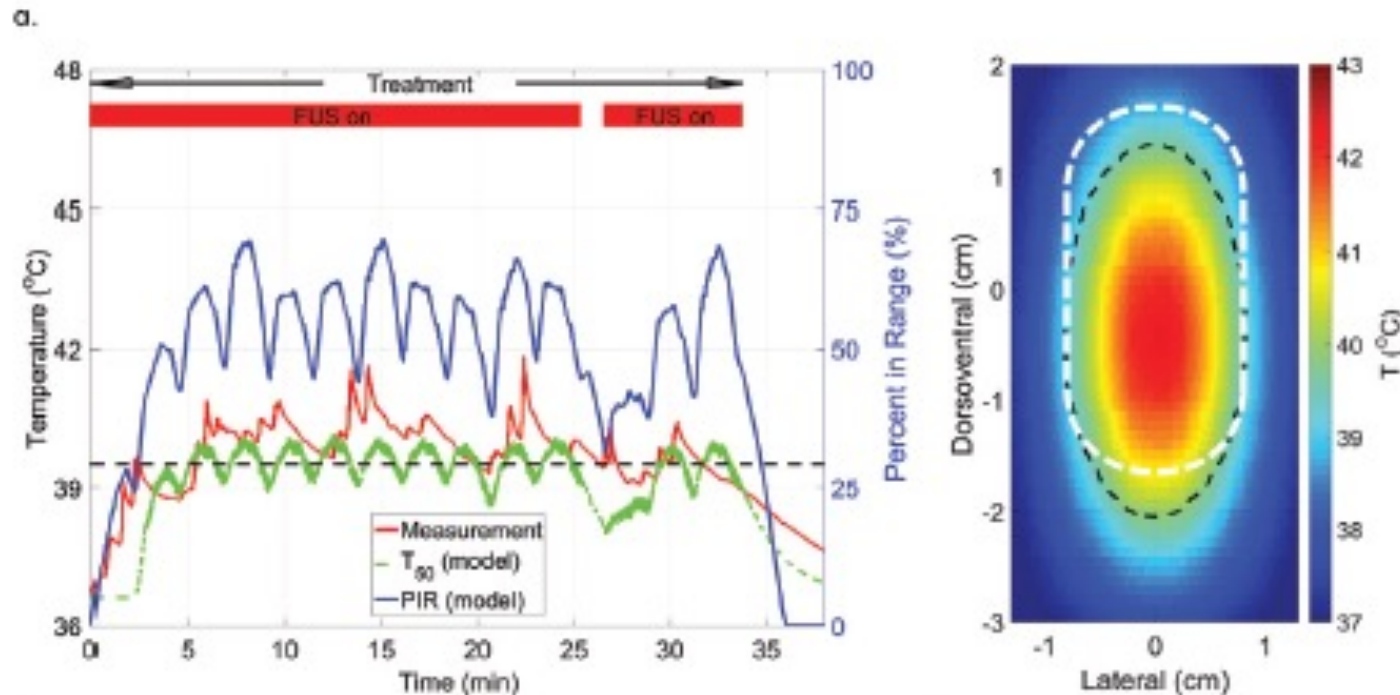 a.
48
45
42
39
36
Temperature (°C)
Treatment
FUS on
FUS on
100
75
50
25
0
Percent in Range (%)
Measurement
T50 (model)
PIR (model)
0
5
10
15
20
25
30
35
Time (min)
2
1
0
-1
-2
-3
Dorsoventral (cm)
-1
0
1
Lateral (cm)
43
42
41
40
39
38
37
T (°C)